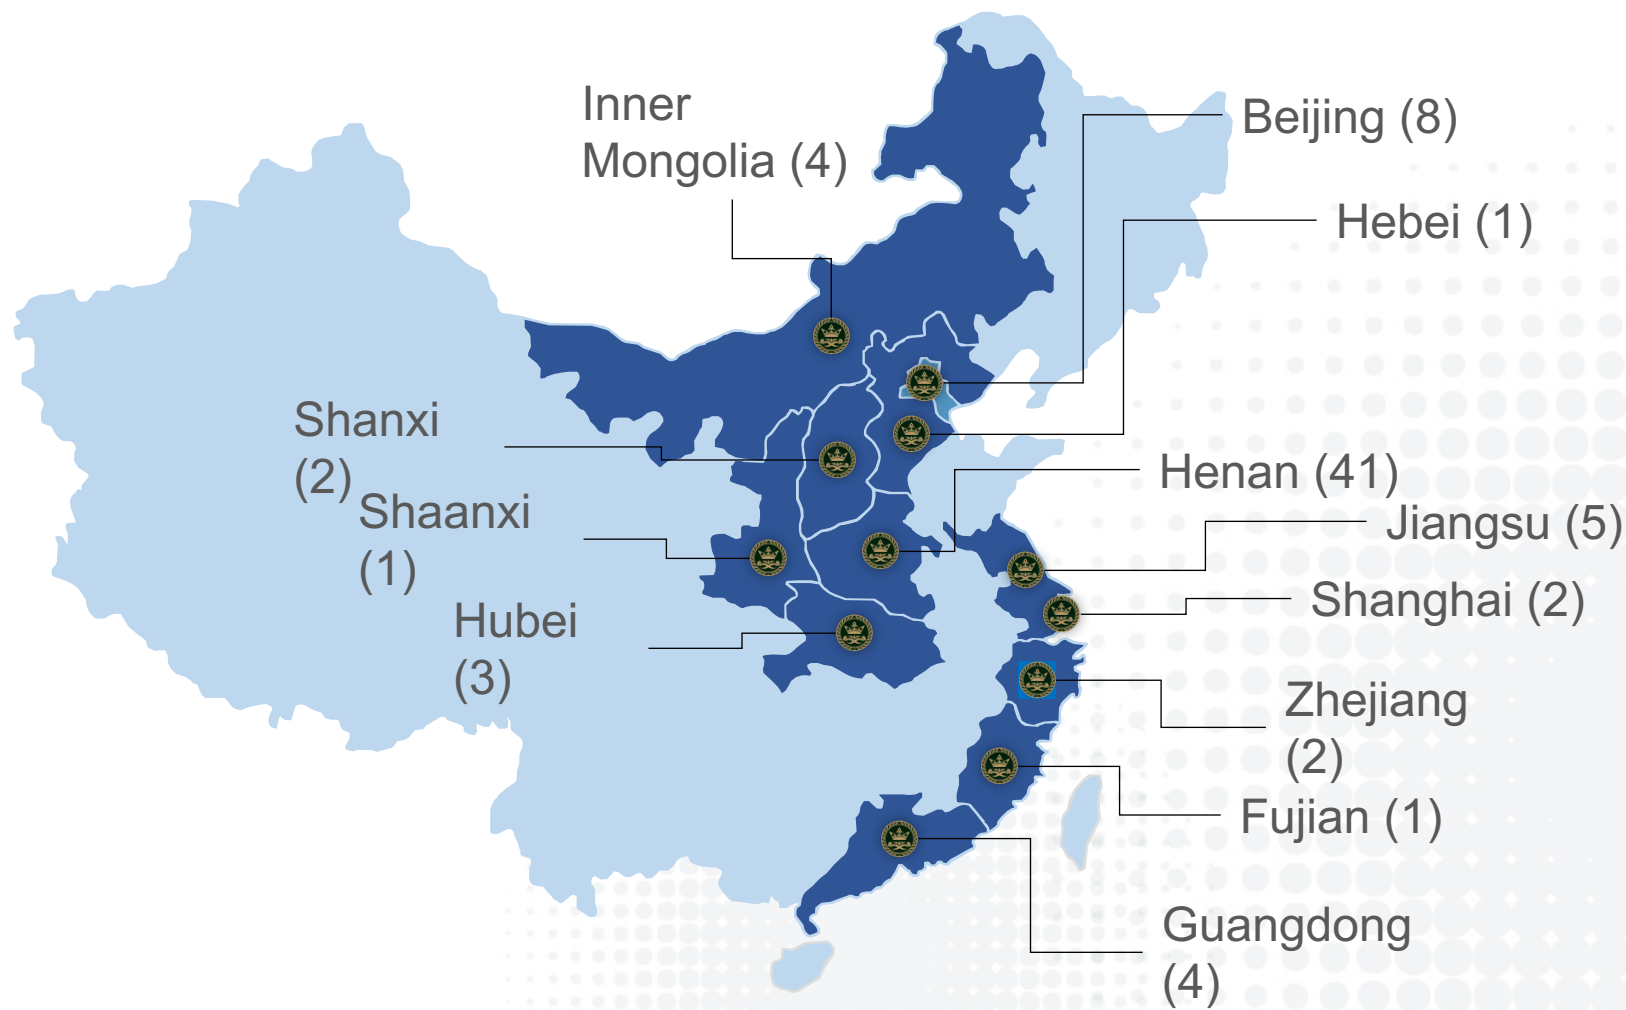 Inner
Mongolia (4)
Beijing (8)
Hebei (1)
Shanxi
(2)
Henan (41)
Shaanxi
(1)
Jiangsu (5)
Shanghai (2)
Hubei
(3)
Zhejiang
(2)
Fujian (1)
Guangdong
(4)